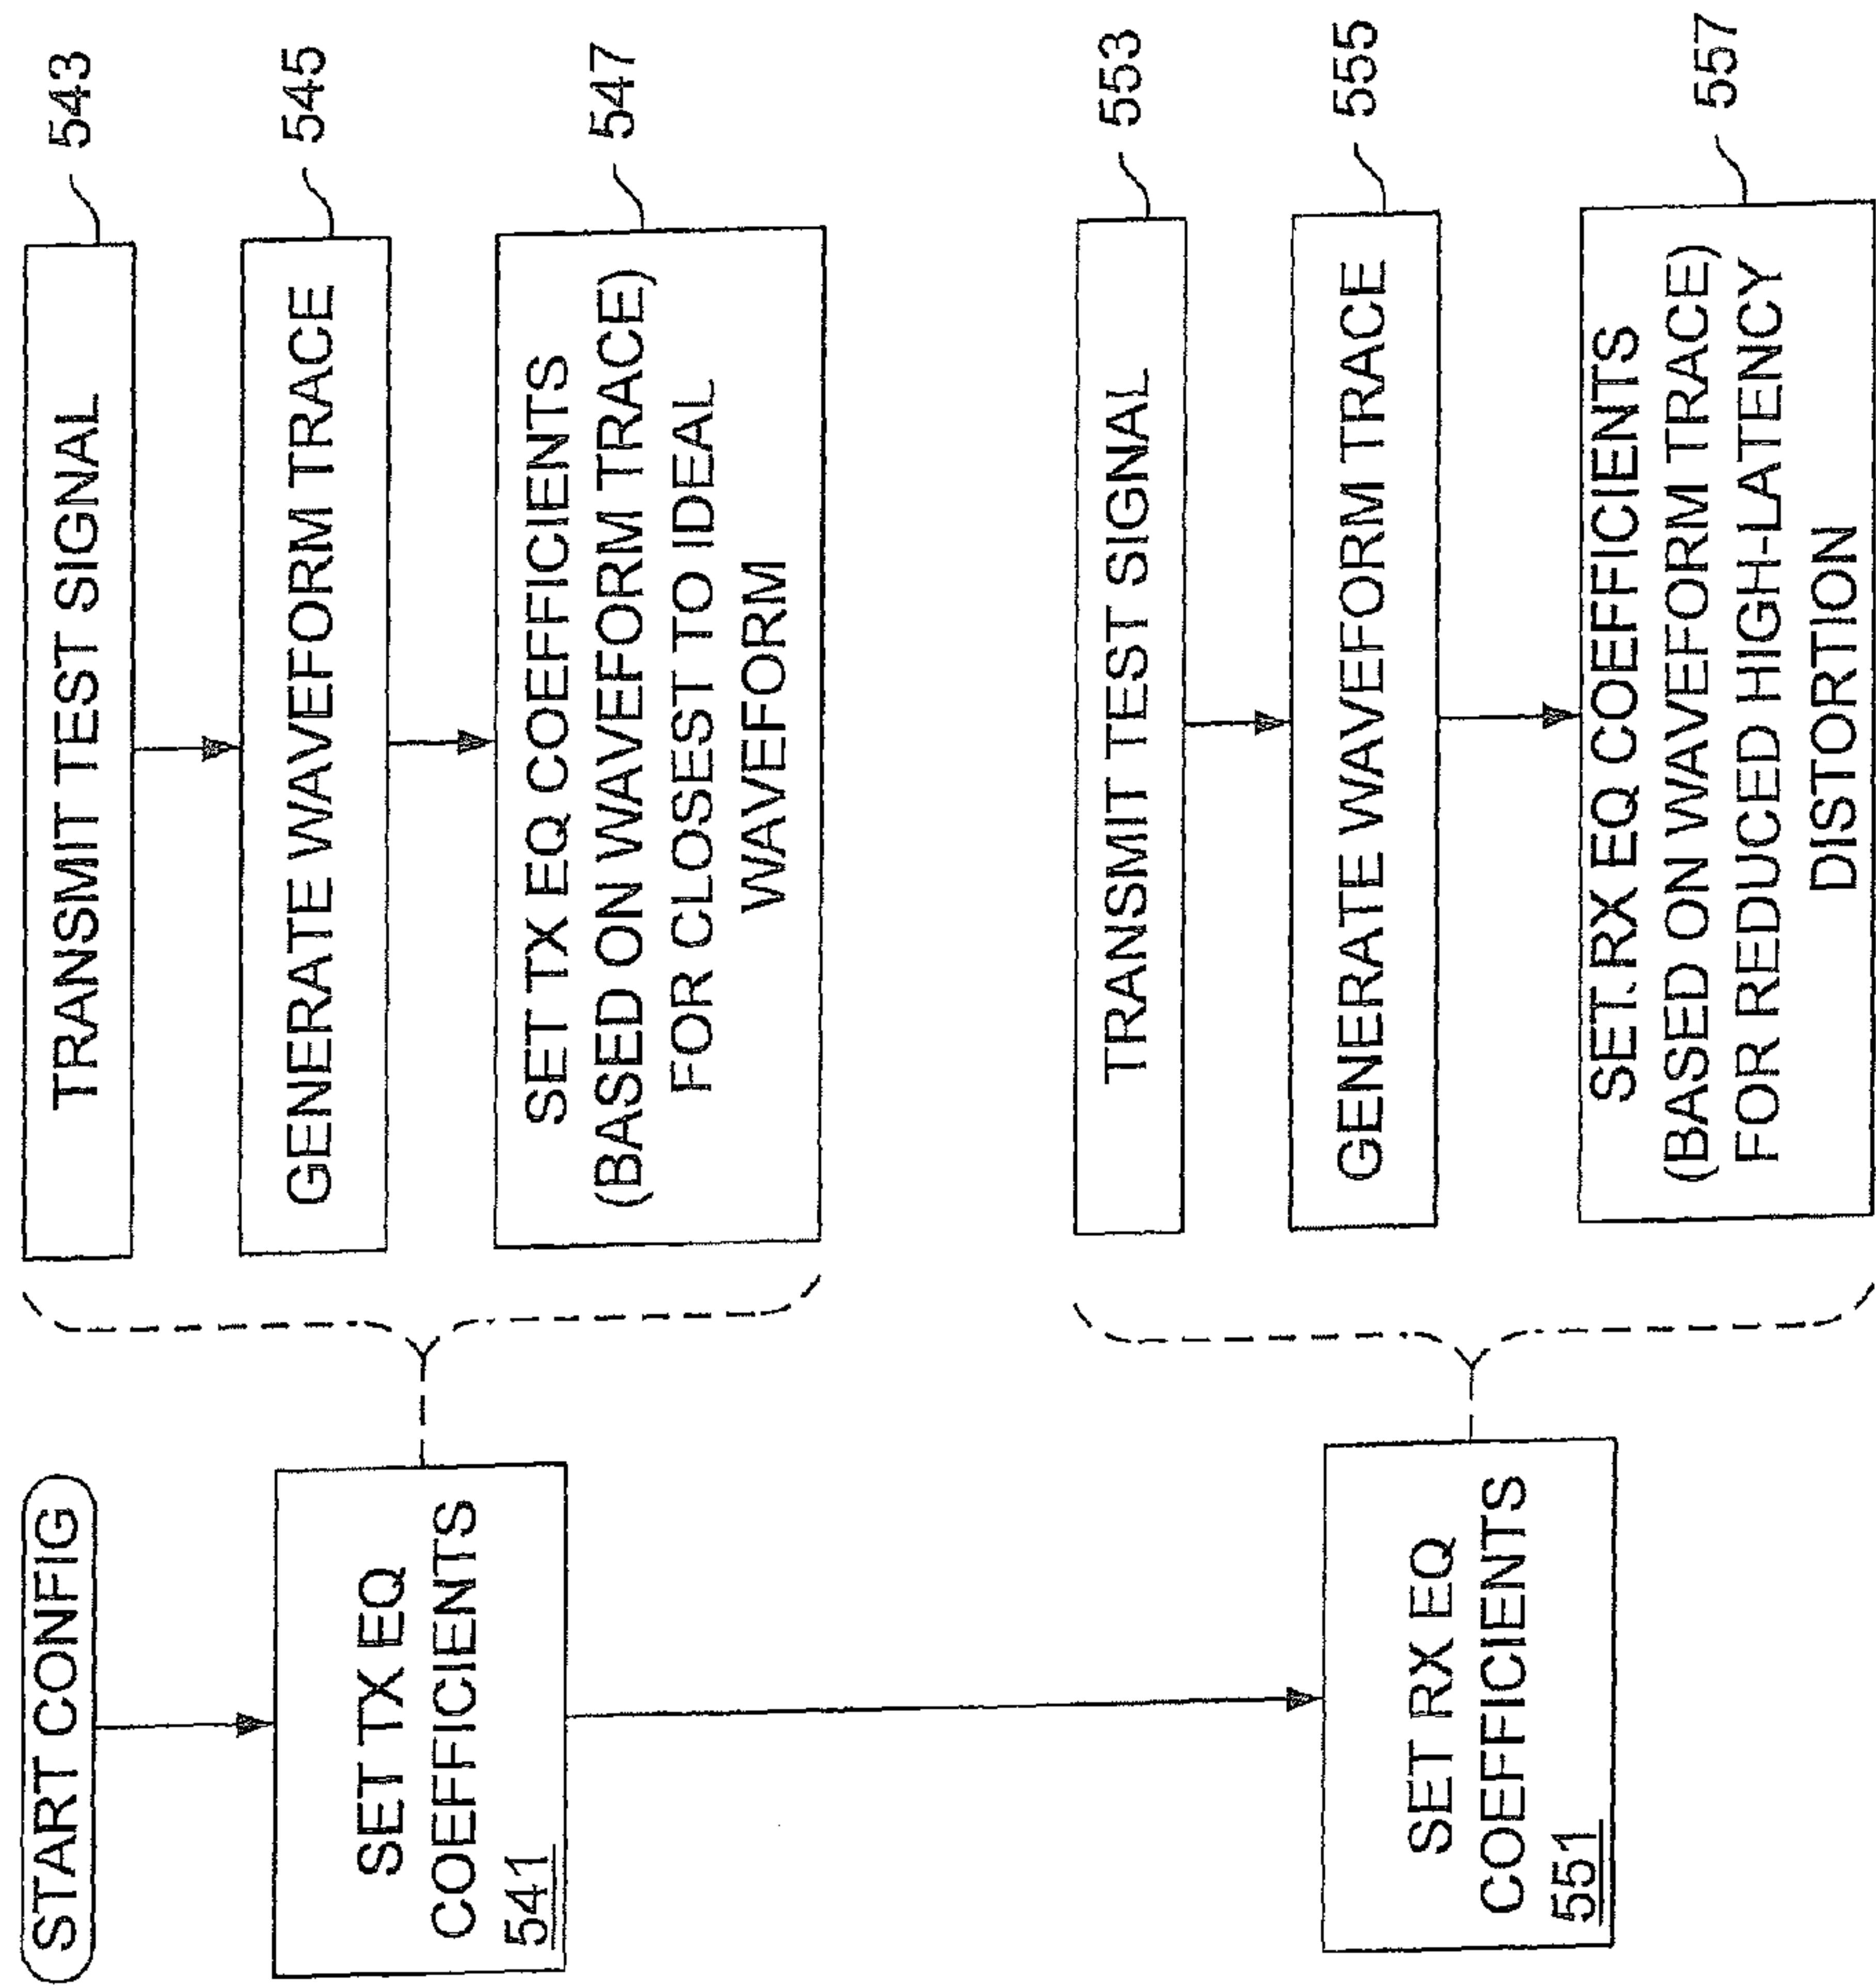 START CONFIG
SET TX EQ
COEFFICIENTS
541
TRANSMIT TEST SIGNAL
543
GENERATE WAVEFORM TRACE
545
SET TX EQ COEFFICIENTS
(BASED ON WAVEFORM TRACE)
FOR CLOSEST TO IDEAL
WAVEFORM
547
SET RX EQ
COEFFICIENTS
551
TRANSMIT TEST SIGNAL
553
GENERATE WAVEFORM TRACE
555
SET RX EQ COEFFICIENTS
(BASED ON WAVEFORM TRACE)
FOR REDUCED HIGH-LATENCY
DISTORTION
557